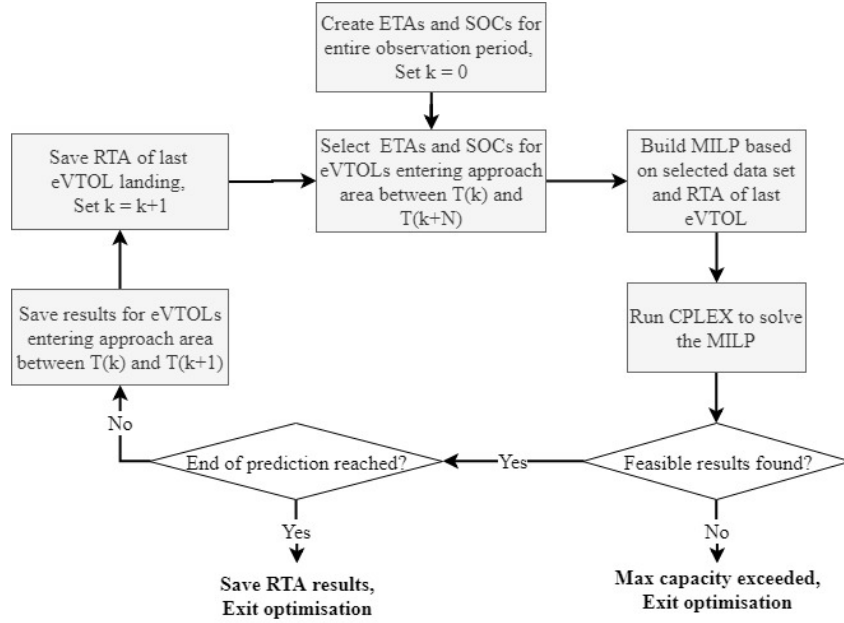 Create ETAs and SOCs for
entire observation period,
Set k = 0
Save RTA of last
eVTOL landing,
Set k = k+1
Select ETAs and SOCs for
eVTOLs entering approach
area between T(k) and
T(k+N)
Build MILP based
on selected data set
and RTA of last
eVTOL
Save results for eVTOLs
entering approach area
between T(k) and T(k+1)
Run CPLEX to solve
the MILP
No
End of prediction reached?
Yes
Feasible results found?
Yes
No
Save RTA results,
Exit optimisation
Max capacity exceeded,
Exit optimisation